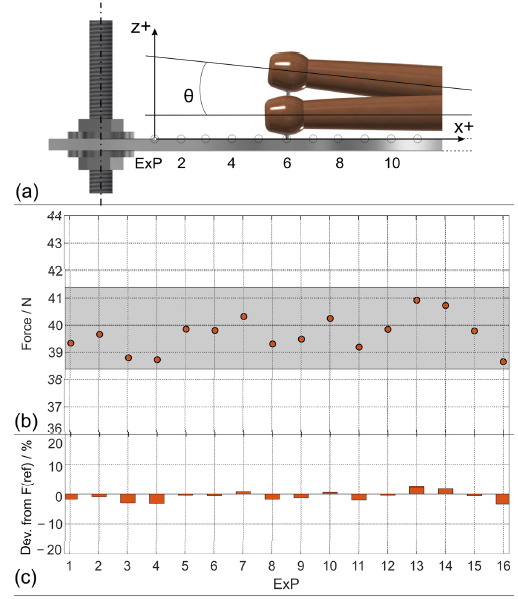 z+
θ
x+
ExP 2 4 6 8 10
(a)
44
43
42
41
40
39
38
37
36
Force / N
(b)
20
10
0
−10
−20
Dev. from F(ref) / %
1 2 3 4 5 6 7 8 9 10 11 12 13 14 15 16
ExP
(c)